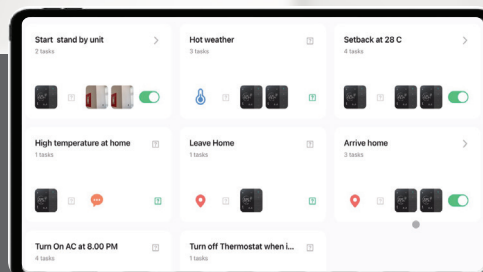 Start stand by unit
2 tasks
Hot weather
3 tasks
Setback at 28 C
4 tasks
High temperature at home
1 tasks
Leave Home
1 tasks
Arrive home
3 tasks
Turn On AC at 8.00 PM
4 tasks
Turn off Thermostat when i...
1 tasks